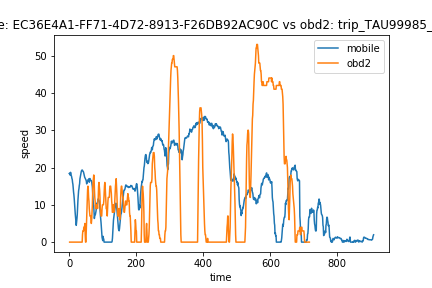 e: EC36E4A1-FF71-4D72-8913-F26DB92AC90C vs obd2: trip_TAU99985_
mobile
obd2
speed
50
40
30
20
10
0
0 200 400 600 800
time